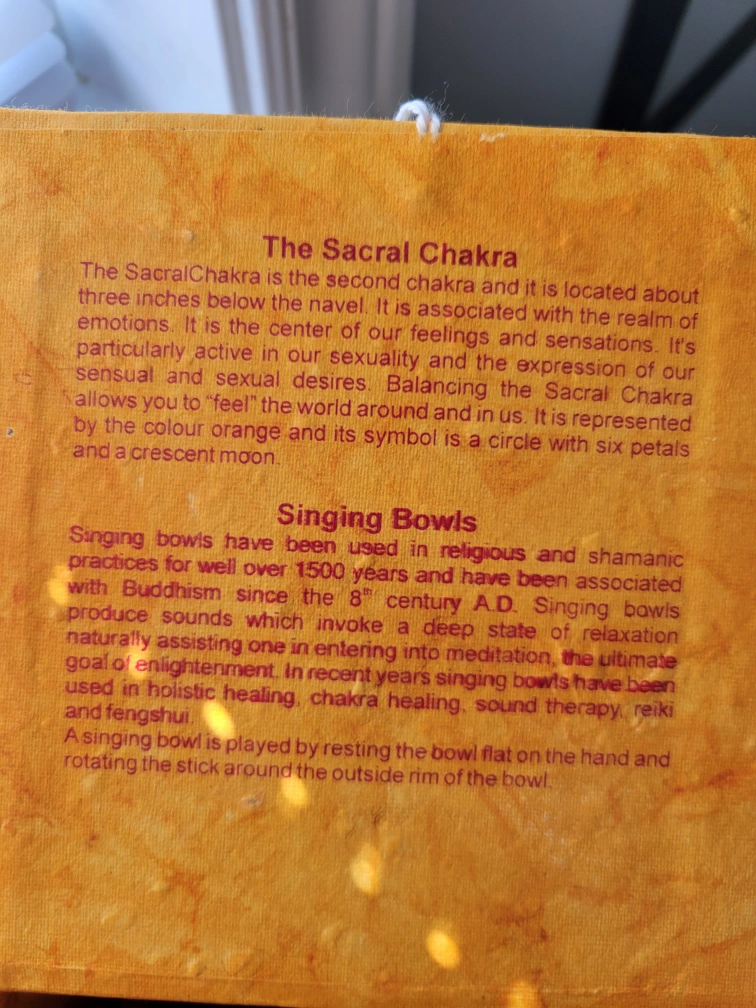 The Sacral Chakra
The SacralChakra is the second chakra and it is located about
three inches below the navel. It is associated with the realm of
emotions. It is the center of our feelings and sensations. It's
particularly active in our sexuality and the expression of our
sensual and sexual desires. Balancing the Sacral Chakra
allows you to "feel" the world around and in us. It is represented
by the colour orange and its symbol is a circle with six petals
and a crescent moon.
Singing Bowls
Singing bowls have been used in religious and shamanic
practices for well over 1500 years and have been associated
with Buddhism since the 8th century A.D. Singing bowls
produce sounds which invoke a deep state of relaxation
naturally assisting one in entering into meditation, the ultimate
goal of enlightenment. In recent years singing bowls have been
used in holistic healing, chakra healing, sound therapy, reiki
and fengshui.
A singing bowl is played by resting the bowl flat on the hand and
rotating the stick around the outside rim of the bowl.